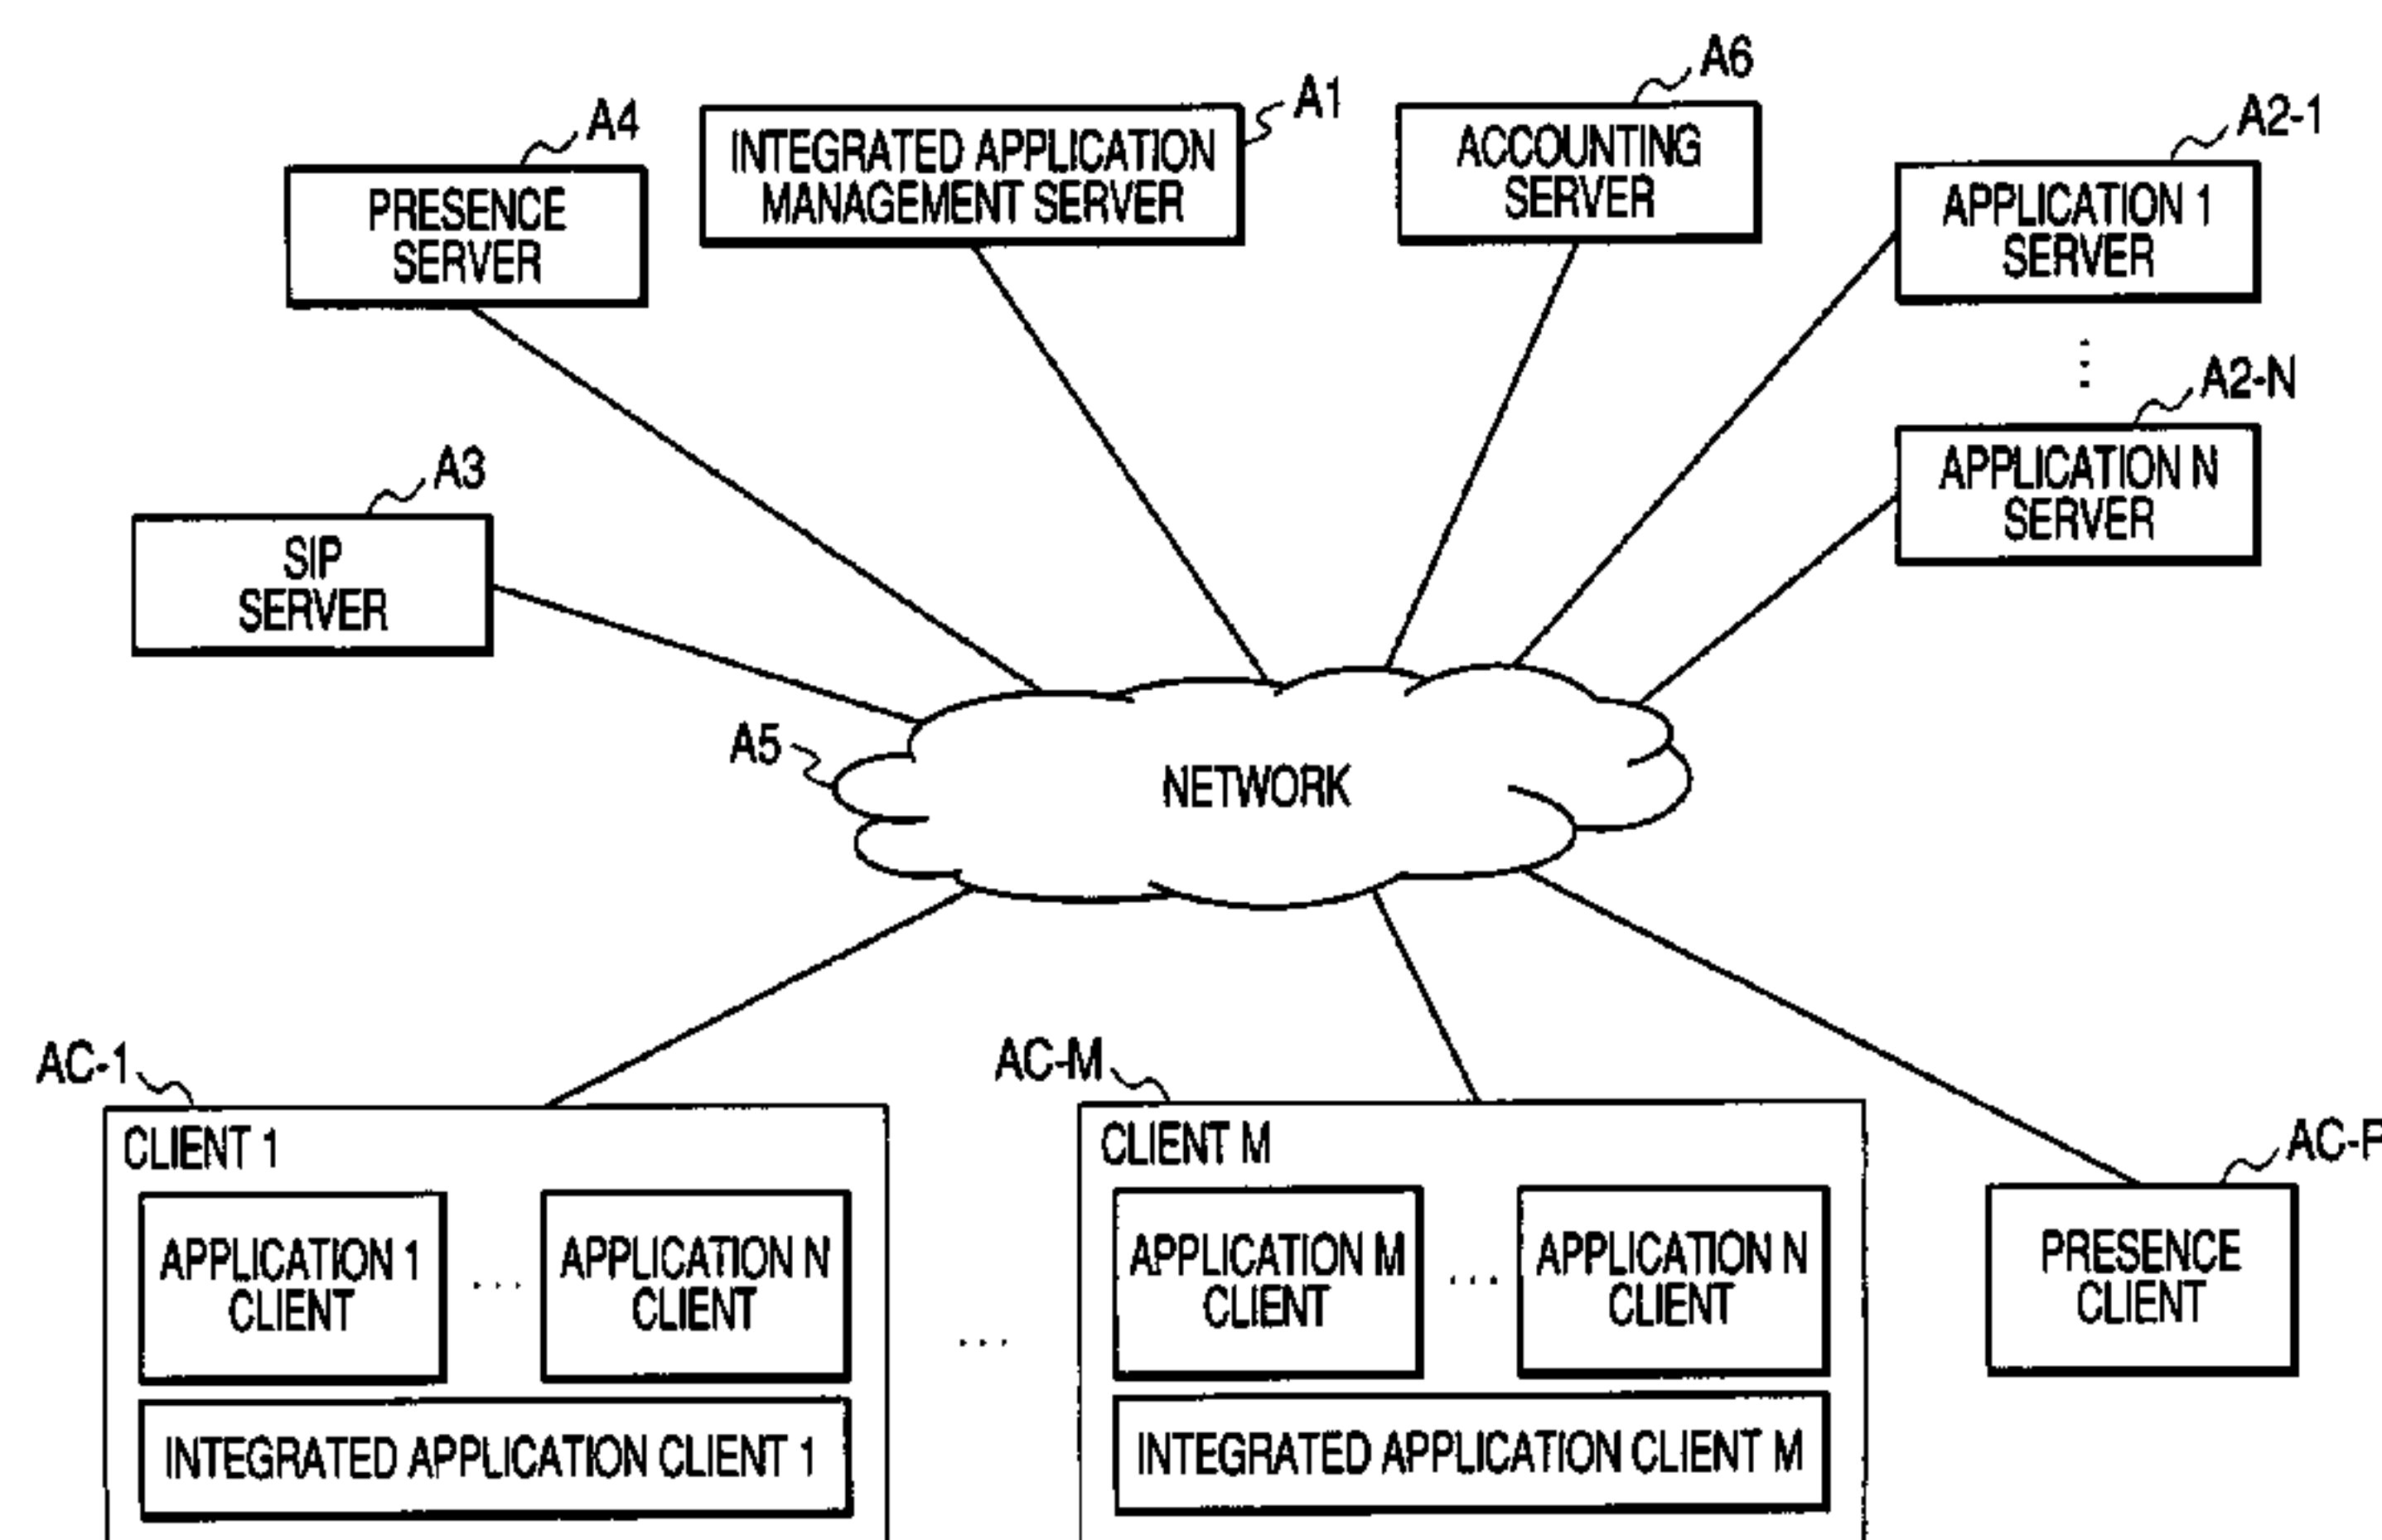 A6
A1
A4
A2-1
INTEGRATED APPLICATION
MANAGEMENT SERVER
ACCOUNTING
SERVER
PRESENCE
SERVER
APPLICATION 1
SERVER
⋮
A2-N
A3
APPLICATION N
SERVER
SIP
SERVER
A5
NETWORK
AC-1
AC-M
AC-P
CLIENT 1
CLIENT M
APPLICATION 1
CLIENT
...
APPLICATION N
CLIENT
...
APPLICATION M
CLIENT
...
APPLICATION N
CLIENT
PRESENCE
CLIENT
INTEGRATED APPLICATION CLIENT 1
INTEGRATED APPLICATION CLIENT M